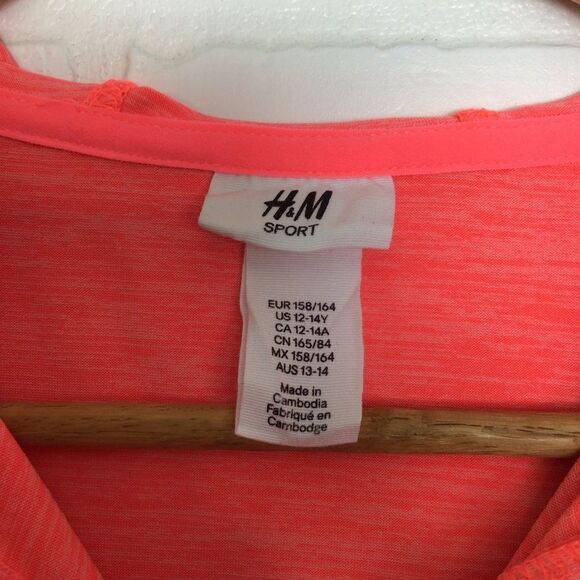 H&M
SPORT
EUR 158/164
US 12-14Y
CA 12-14A
CN 165/84
MX 158/164
AUS 13-14
Made in
Cambodia
Fabriqué en
Cambodge